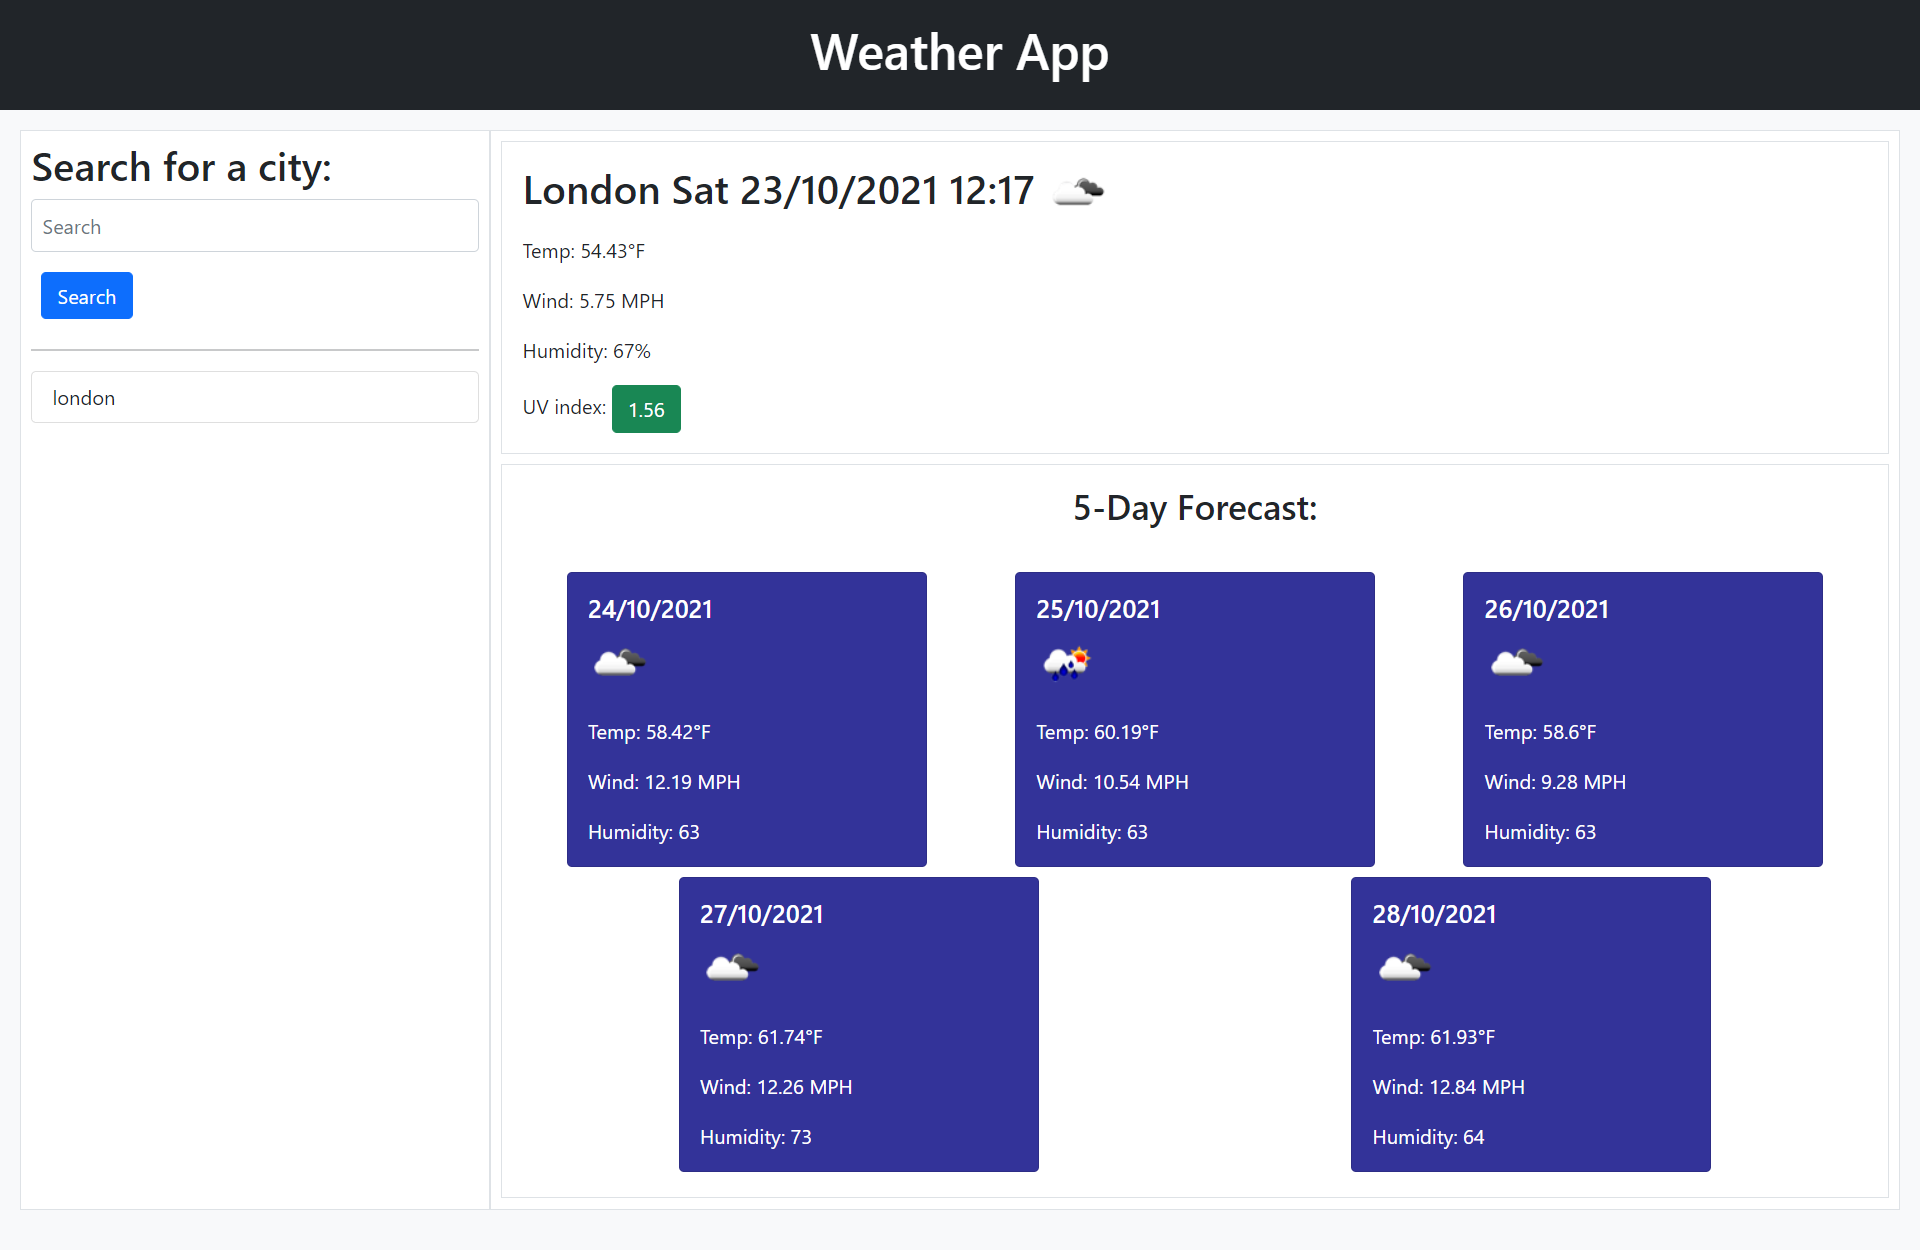 Weather App
Search for a city:
Search
Search
london
London Sat 23/10/2021 12:17
Temp: 54.43°F
Wind: 5.75 MPH
Humidity: 67%
UV index: 1.56
5-Day Forecast:
24/10/2021
Temp: 58.42°F
Wind: 12.19 MPH
Humidity: 63
25/10/2021
Temp: 60.19°F
Wind: 10.54 MPH
Humidity: 63
26/10/2021
Temp: 58.6°F
Wind: 9.28 MPH
Humidity: 63
27/10/2021
Temp: 61.74°F
Wind: 12.26 MPH
Humidity: 73
28/10/2021
Temp: 61.93°F
Wind: 12.84 MPH
Humidity: 64